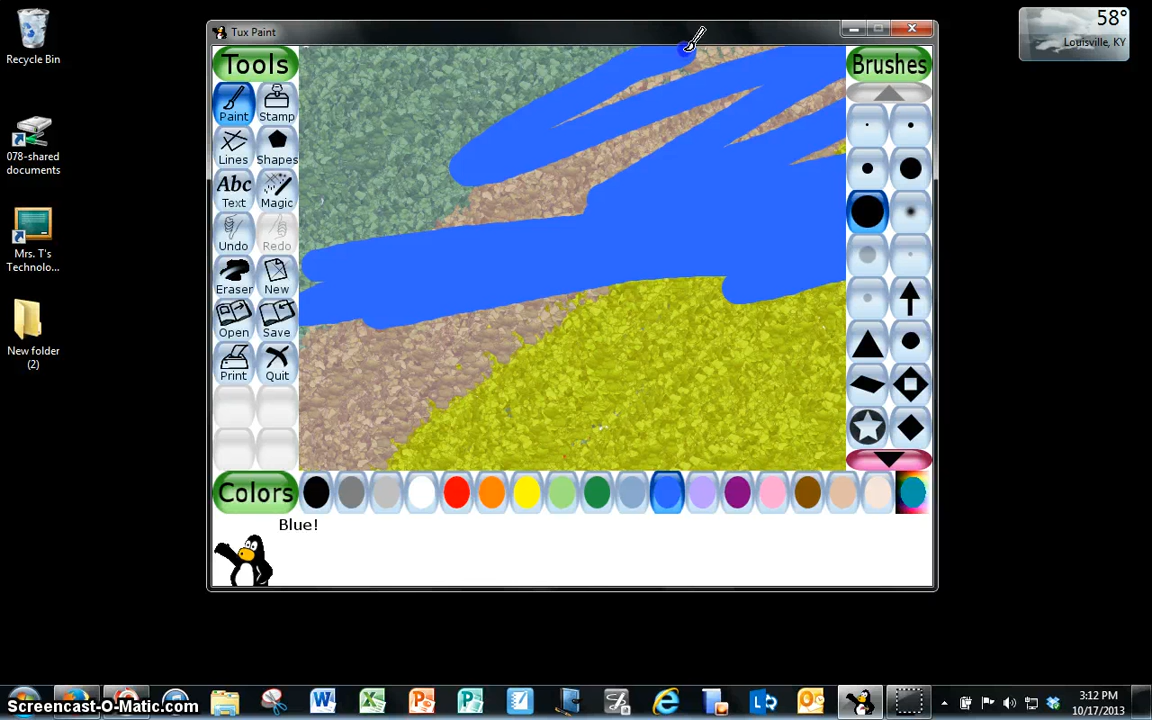 Recycle Bin
078-shared
documents
Mrs. T's
Technolo...
New folder
(2)
Tux Paint
58°
Louisville, KY
Tools
Brushes
Paint
Stamp
Lines
Shapes
Abc
Text
Magic
Undo
Redo
Eraser
New
Open
Save
Print
Quit
Colors
Blue!
Screencast-O-Matic.com
3:12 PM
10/17/2013